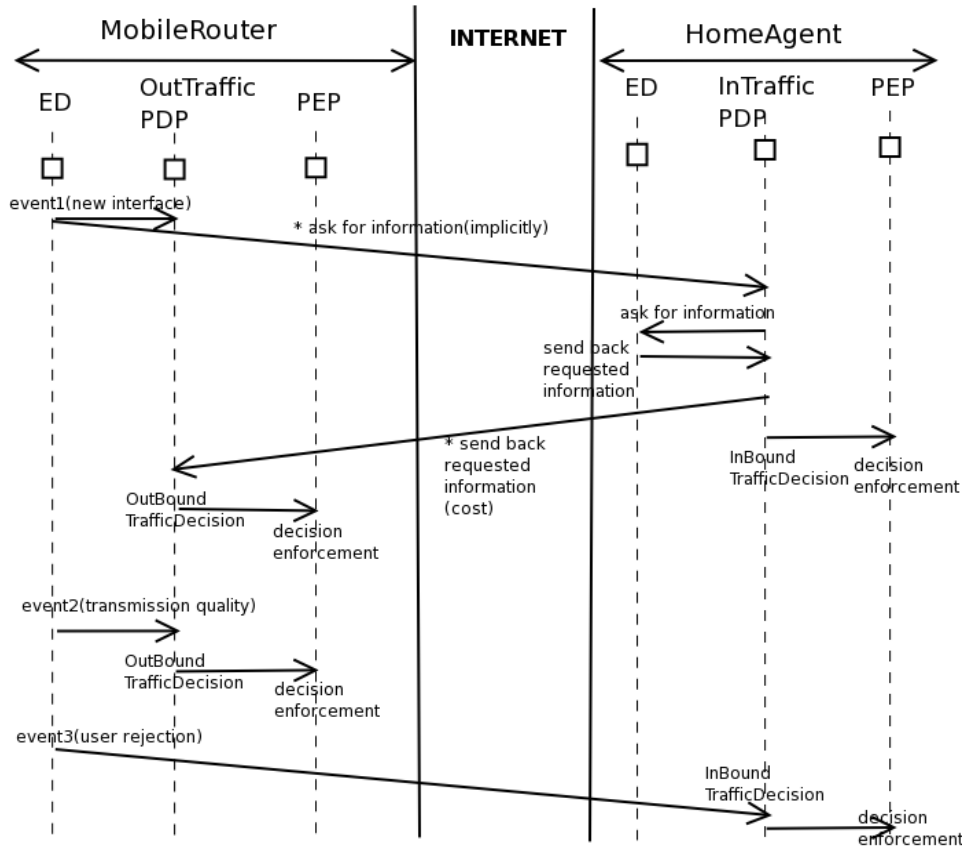 MobileRouter
INTERNET
HomeAgent
ED
OutTraffic
PDP
PEP
ED
InTraffic
PDP
PEP
event1(new interface)
* ask for information(implicitly)
ask for information
send back
requested
information
* send back
requested
information
(cost)
InBound
TrafficDecision
decision
enforcement
OutBound
TrafficDecision
decision
enforcement
event2(transmission quality)
OutBound
TrafficDecision
decision
enforcement
event3(user rejection)
InBound
TrafficDecision
decision
enforcement